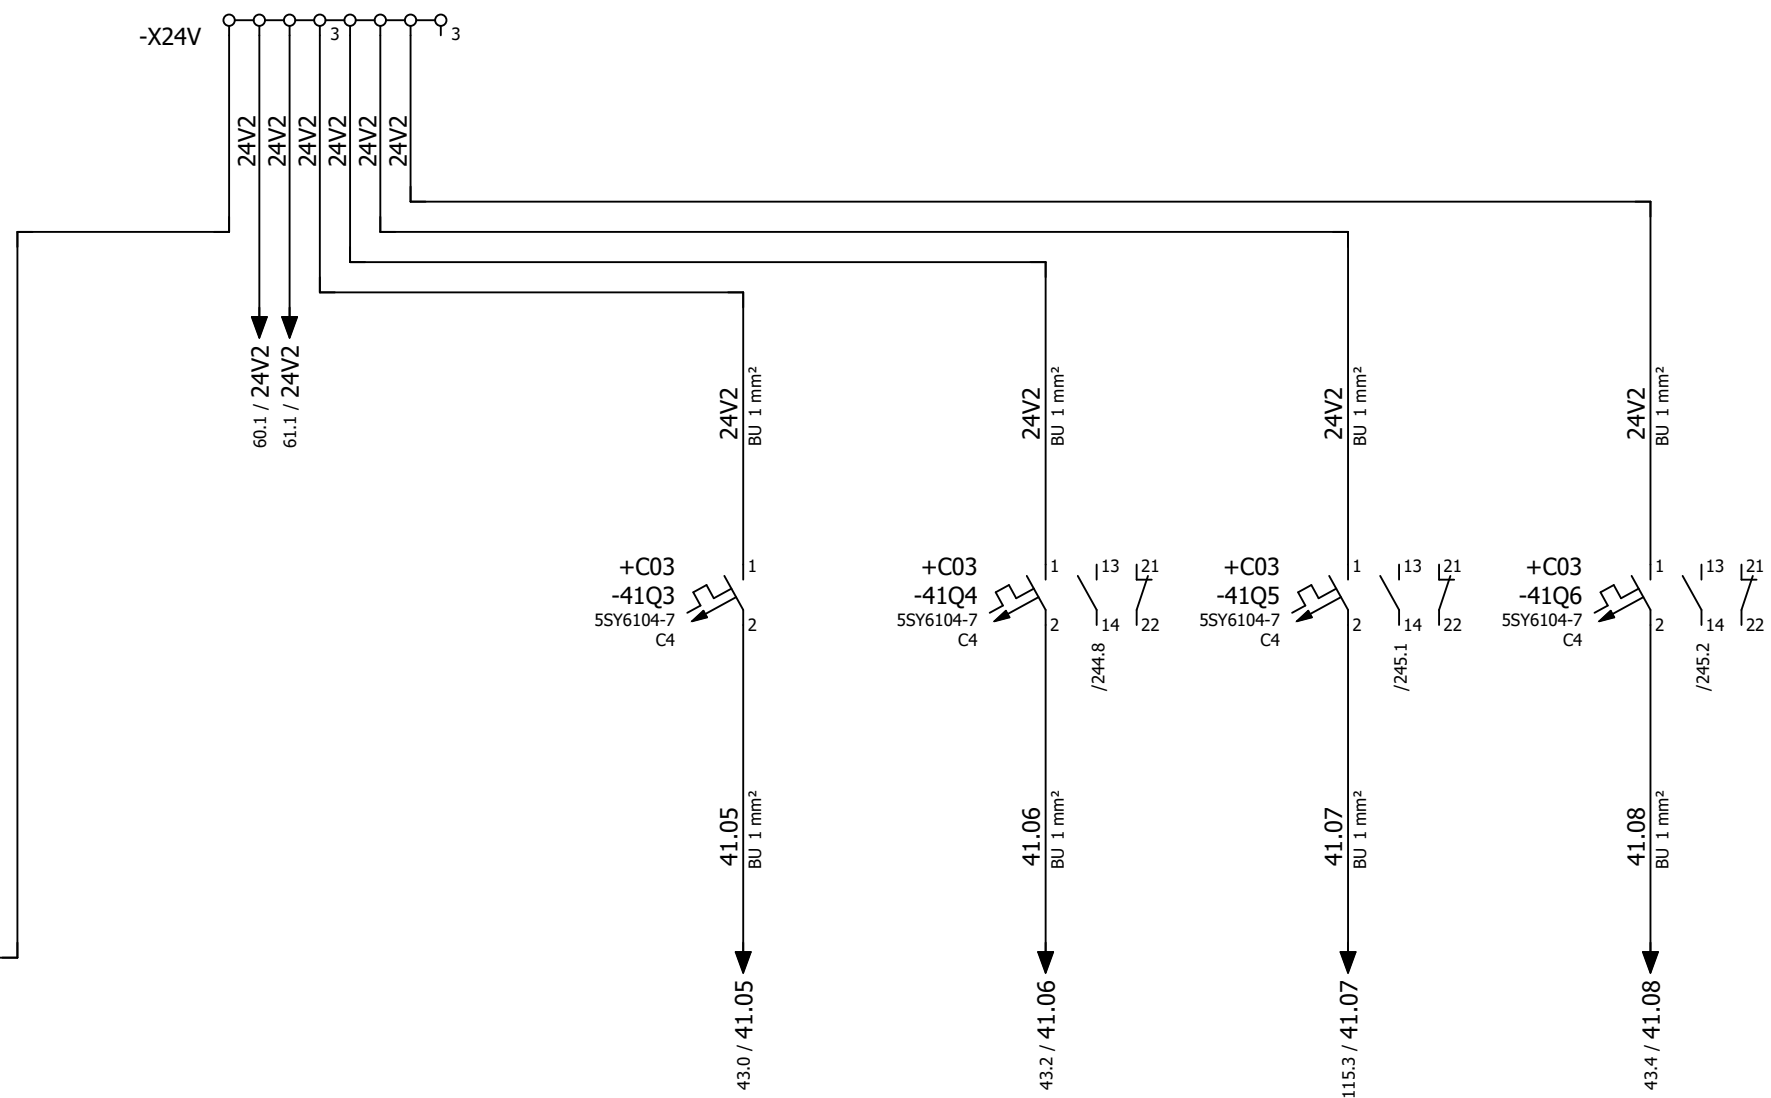 -X24V
3
3
24V2
24V2
24V2
24V2
24V2
24V2
60.1 / 24V2
61.1 / 24V2
24V2
BU 1 mm²
24V2
BU 1 mm²
24V2
BU 1 mm²
24V2
BU 1 mm²
+C03
-41Q3
5SY6104-7
C4
1
2
+C03
-41Q4
5SY6104-7
C4
1
2
13
14
21
22
/244.8
+C03
-41Q5
5SY6104-7
C4
1
2
13
14
21
22
/245.1
+C03
-41Q6
5SY6104-7
C4
1
2
13
14
21
22
/245.2
41.05
BU 1 mm²
41.06
BU 1 mm²
41.07
BU 1 mm²
41.08
BU 1 mm²
43.0 / 41.05
43.2 / 41.06
115.3 / 41.07
43.4 / 41.08